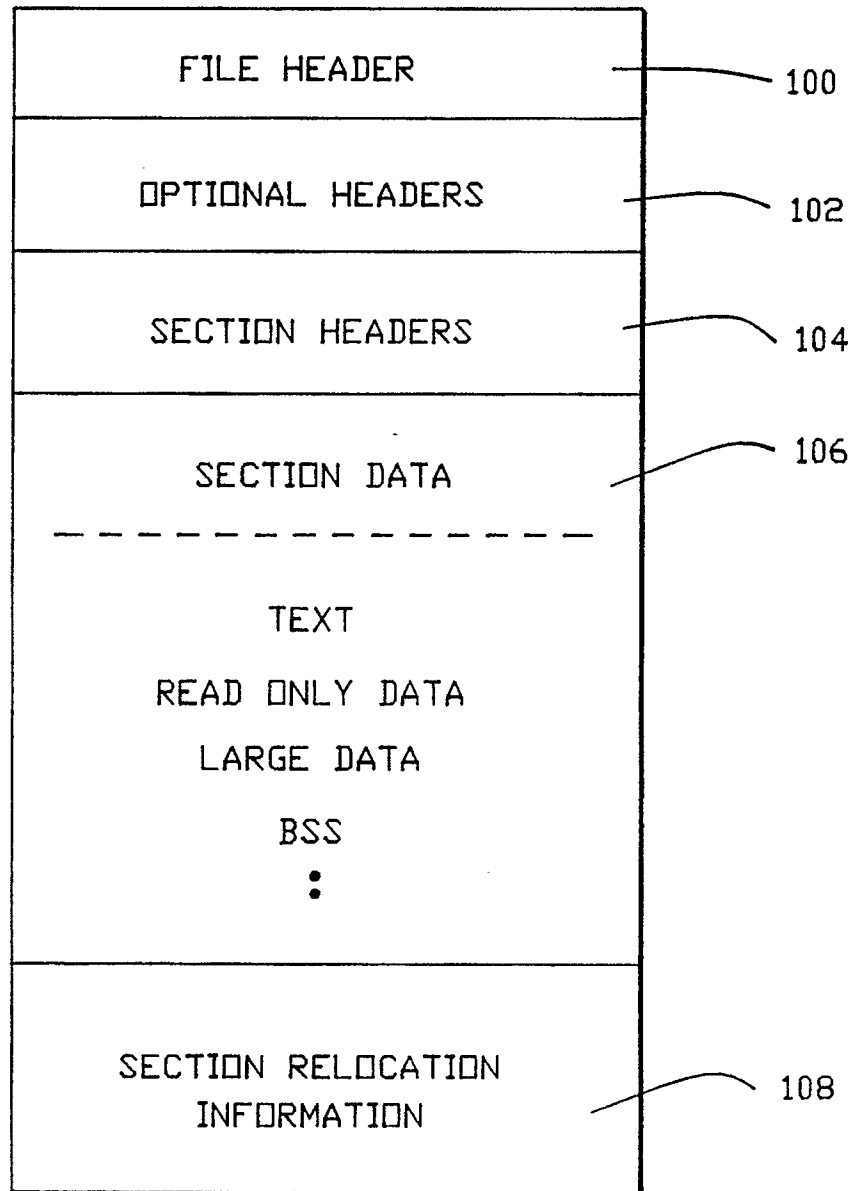 FILE HEADER
100
OPTIONAL HEADERS
102
SECTION HEADERS
104
SECTION DATA
106
TEXT
READ ONLY DATA
LARGE DATA
BSS
SECTION RELOCATION
INFORMATION
108